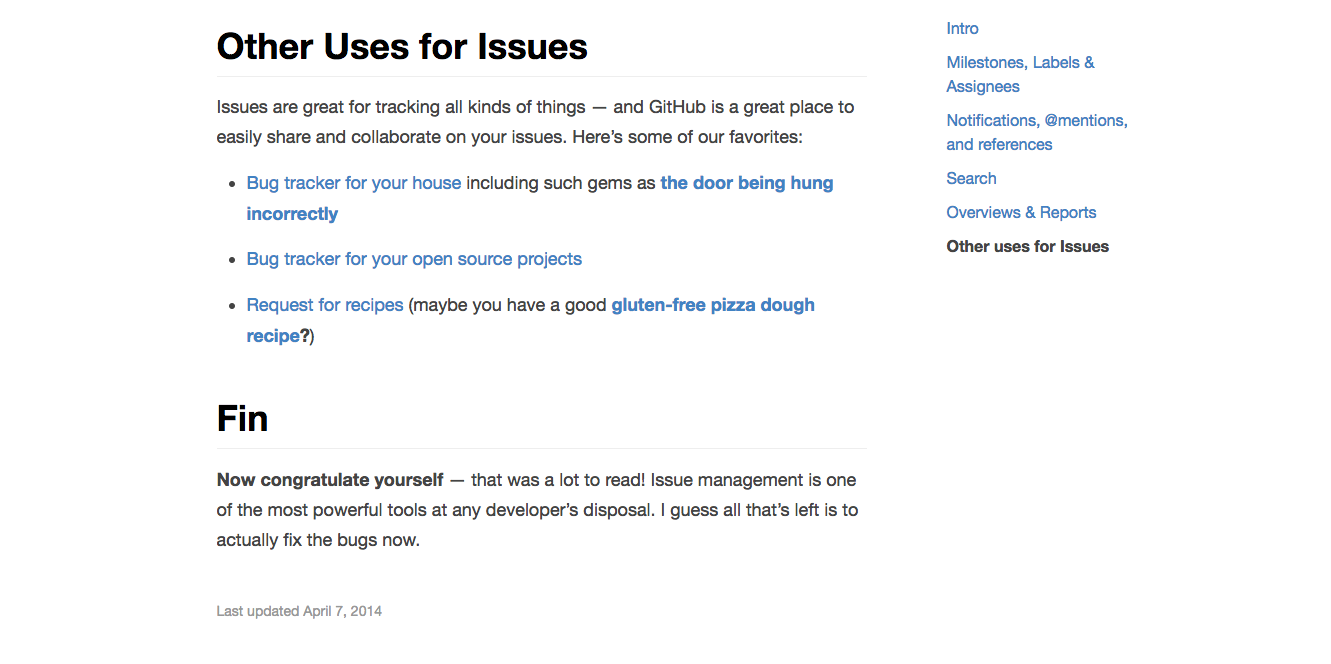 Other Uses for Issues
Issues are great for tracking all kinds of things — and GitHub is a great place to
easily share and collaborate on your issues. Here’s some of our favorites:
• Bug tracker for your house including such gems as the door being hung
incorrectly
• Bug tracker for your open source projects
• Request for recipes (maybe you have a good gluten-free pizza dough
recipe?)
Fin
Now congratulate yourself — that was a lot to read! Issue management is one
of the most powerful tools at any developer’s disposal. I guess all that’s left is to
actually fix the bugs now.
Last updated April 7, 2014
Intro
Milestones, Labels &
Assignees
Notifications, @mentions,
and references
Search
Overviews & Reports
Other uses for Issues